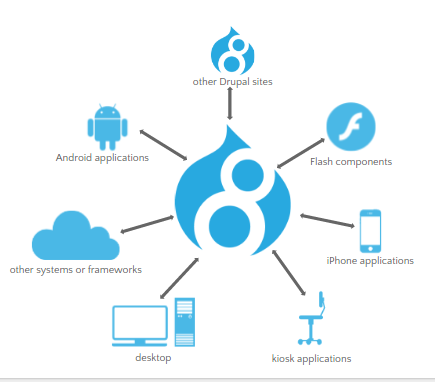 other Drupal sites
Android applications
Flash components
other systems or frameworks
iPhone applications
desktop
kiosk applications